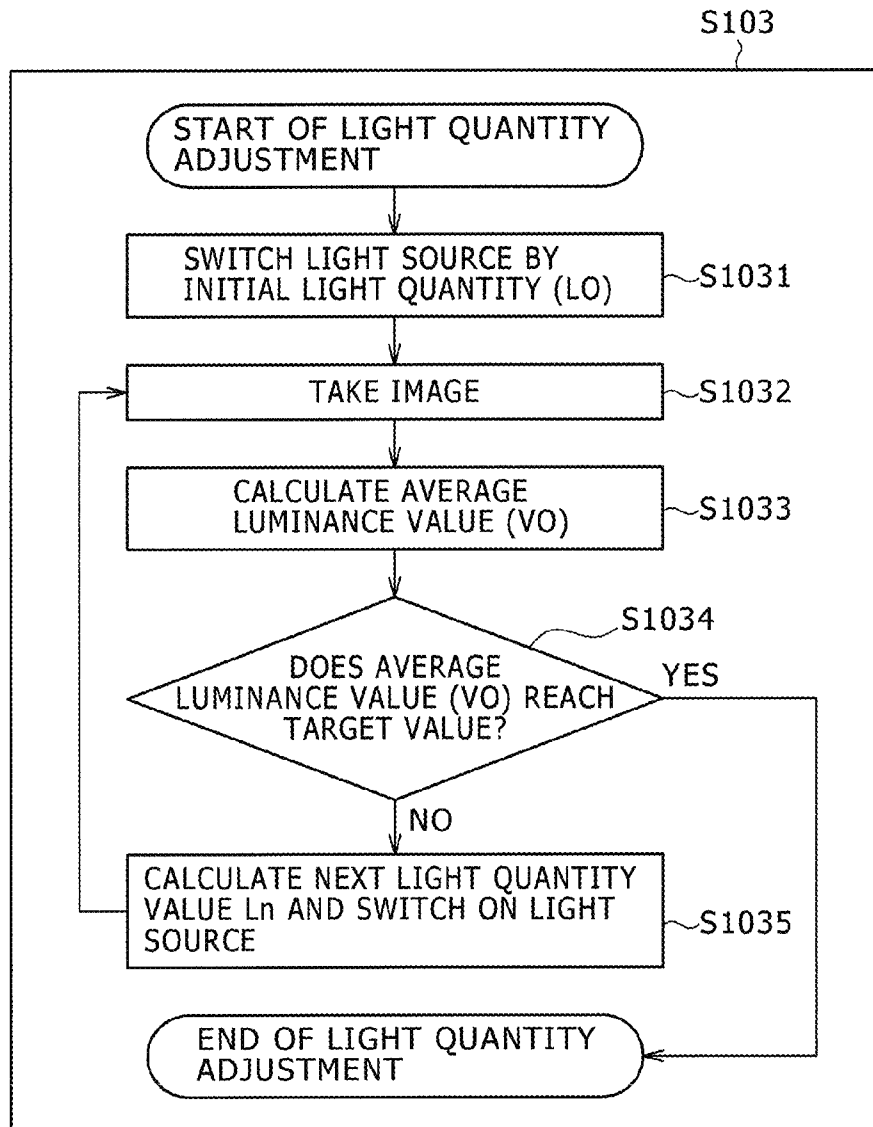 S103
START OF LIGHT QUANTITY
ADJUSTMENT
SWITCH LIGHT SOURCE BY
INITIAL LIGHT QUANTITY (LO)
S1031
TAKE IMAGE
S1032
CALCULATE AVERAGE
LUMINANCE VALUE (VO)
S1033
S1034
DOES AVERAGE
LUMINANCE VALUE (VO) REACH
TARGET VALUE?
YES
NO
CALCULATE NEXT LIGHT QUANTITY
VALUE Ln AND SWITCH ON LIGHT
SOURCE
S1035
END OF LIGHT QUANTITY
ADJUSTMENT